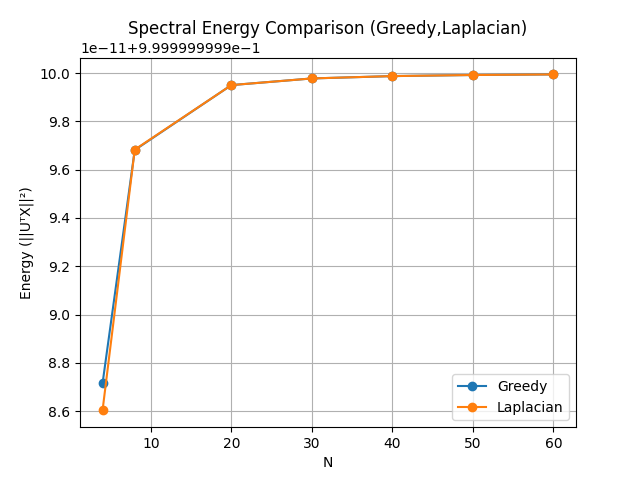 Spectral Energy Comparison (Greedy,Laplacian)
1e−11+9.999999999e−1
10.0
9.8
9.6
9.4
9.2
9.0
8.8
8.6
Energy (||UᵀX||²)
10
20
30
40
50
60
N
Greedy
Laplacian